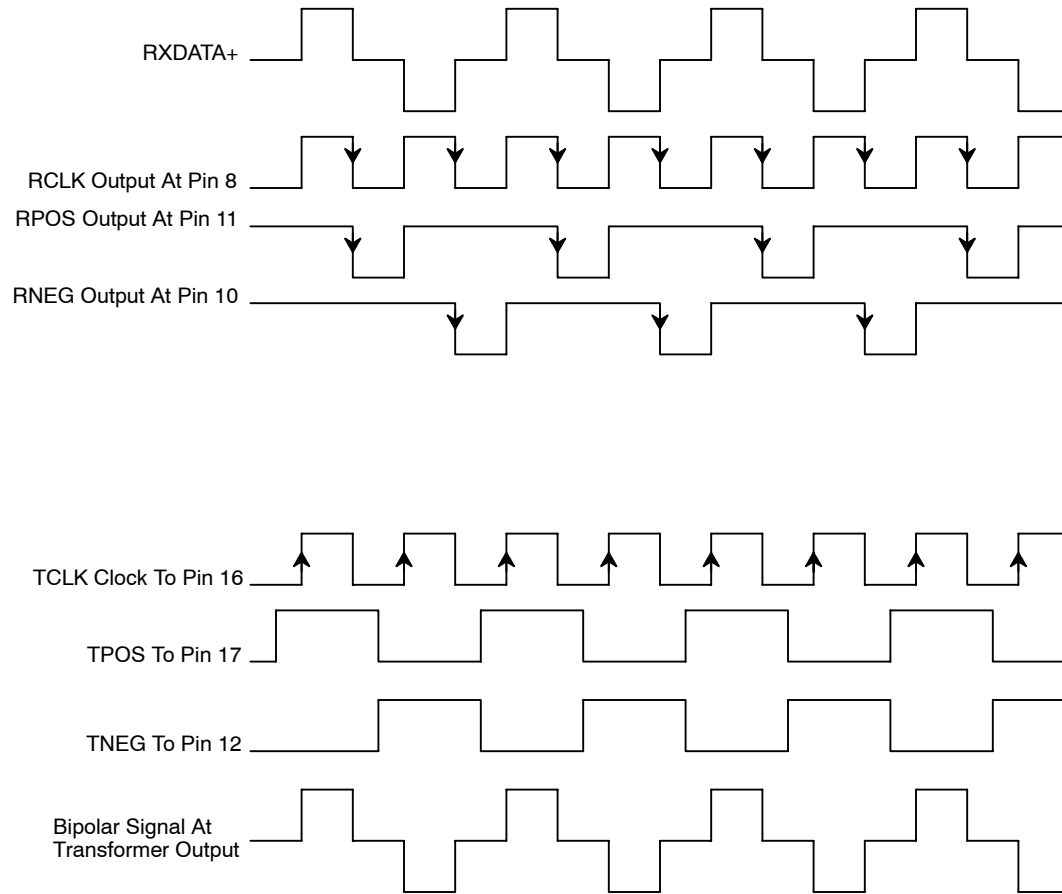 RXDATA+
RCLK Output At Pin 8
RPOS Output At Pin 11
RNEG Output At Pin 10
TCLK Clock To Pin 16
TPOS To Pin 17
TNEG To Pin 12
Bipolar Signal At
Transformer Output